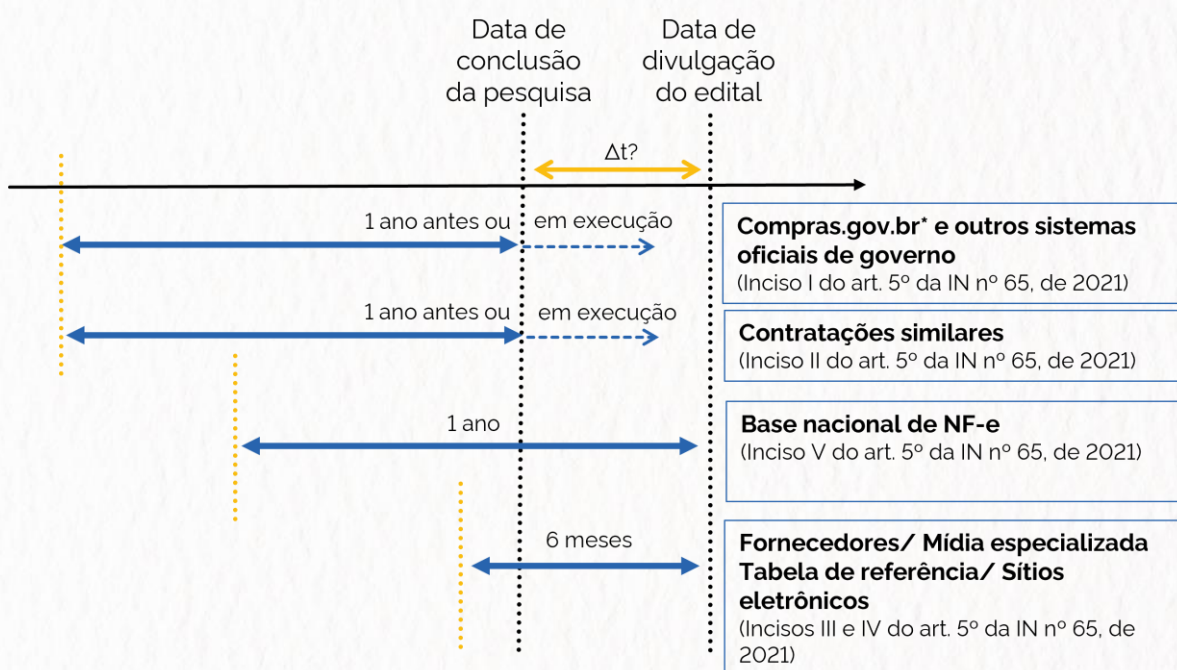 Data de
conclusão
da pesquisa
Data de
divulgação
do edital
Δt?
1 ano antes ou
em execução
Compras.gov.br* e outros sistemas
oficiais de governo
(Inciso I do art. 5º da IN nº 65, de 2021)
1 ano antes ou
em execução
Contratações similares
(Inciso II do art. 5º da IN nº 65, de 2021)
1 ano
Base nacional de NF-e
(Inciso V do art. 5º da IN nº 65, de 2021)
6 meses
Fornecedores/ Mídia especializada
Tabela de referência/ Sítios
eletrônicos
(Incisos III e IV do art. 5º da IN nº 65, de
2021)